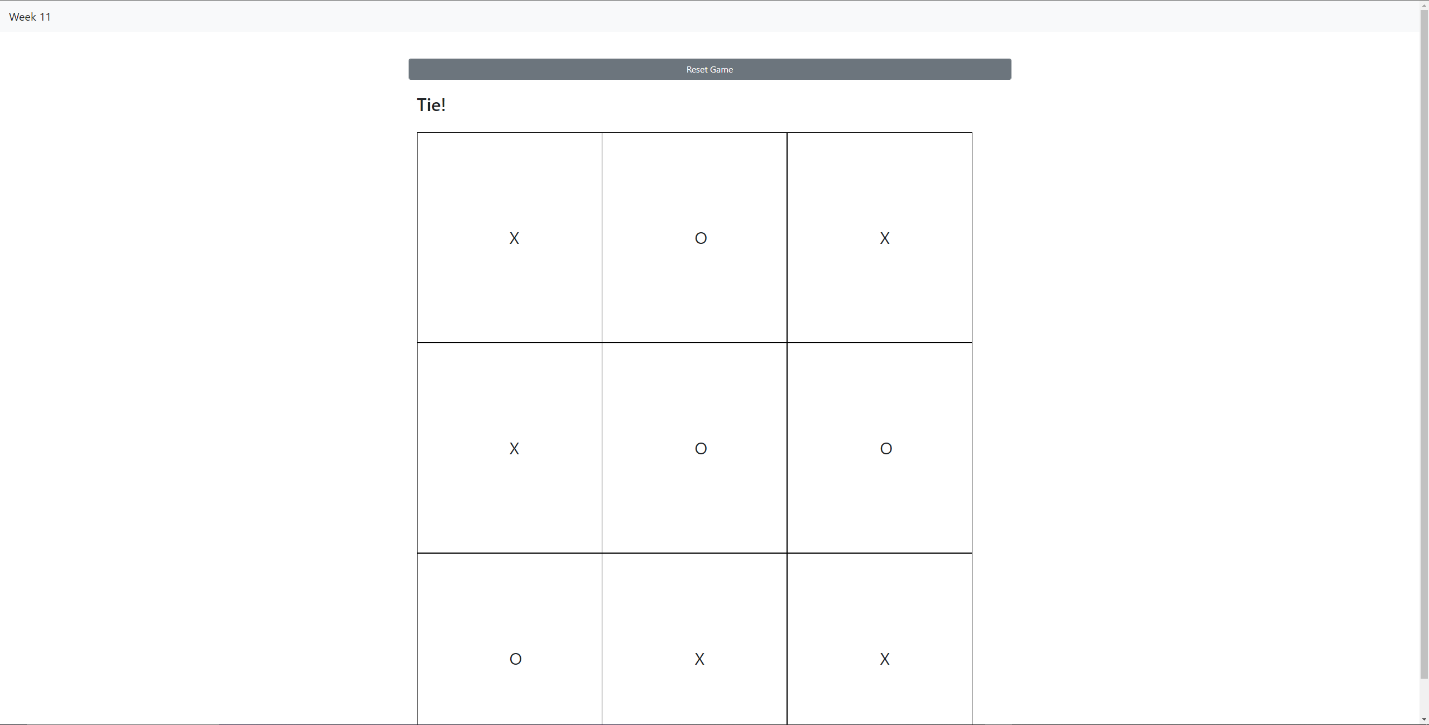 Week 11
Reset Game
Tie!
X O X
X O O
O X X